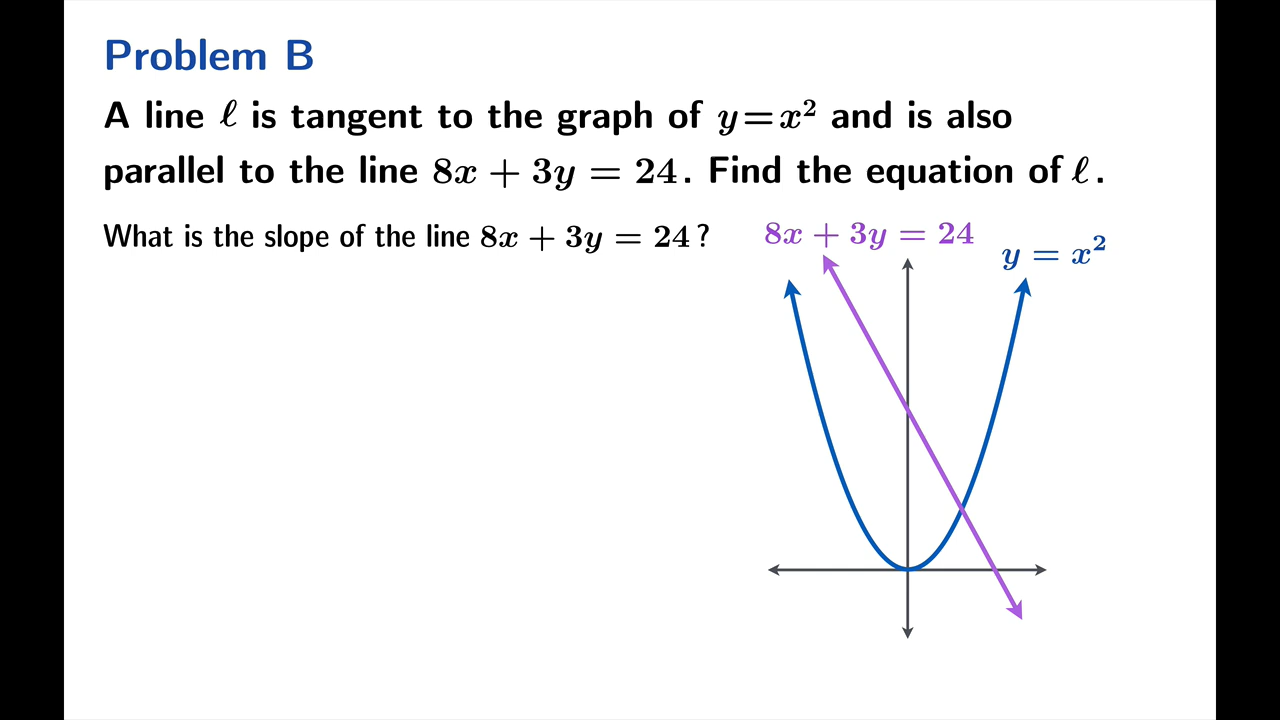 Problem B
A line ℓ is tangent to the graph of y=x² and is also
parallel to the line 8x + 3y = 24. Find the equation of ℓ.
What is the slope of the line 8x + 3y = 24?
8x + 3y = 24
y = x²